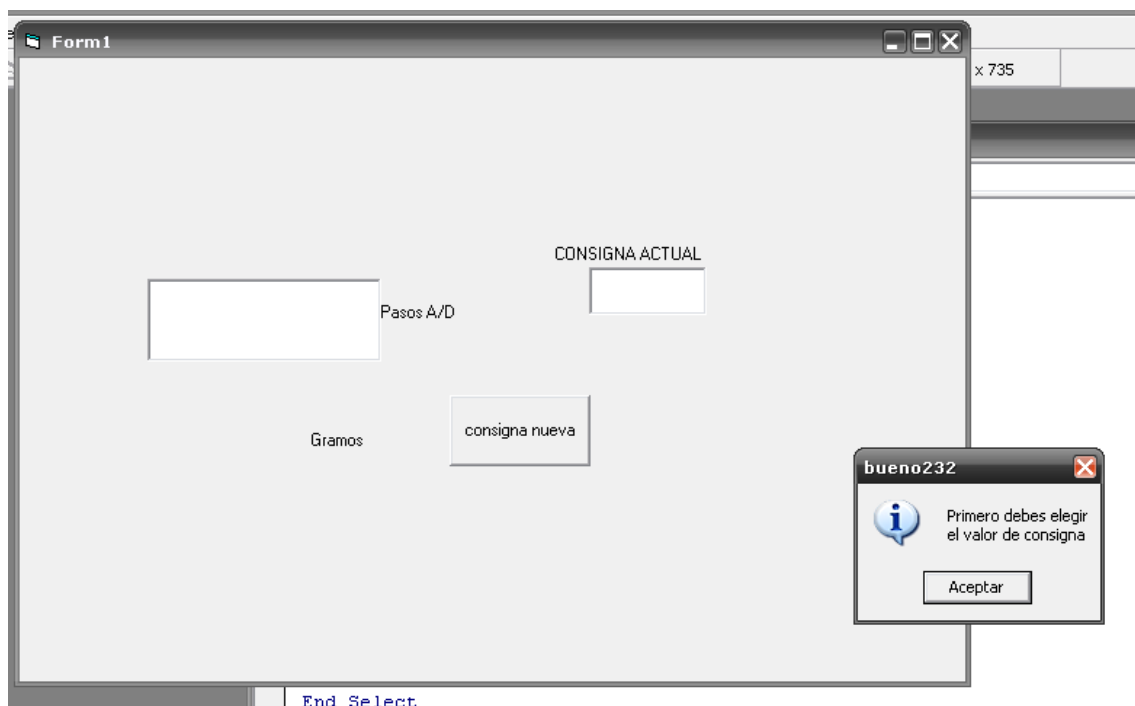 Form1
x 735
CONSIGNA ACTUAL
Pasos A/D
Gramos
consigna nueva
bueno232
Primero debes elegir
el valor de consigna
Aceptar
End Select